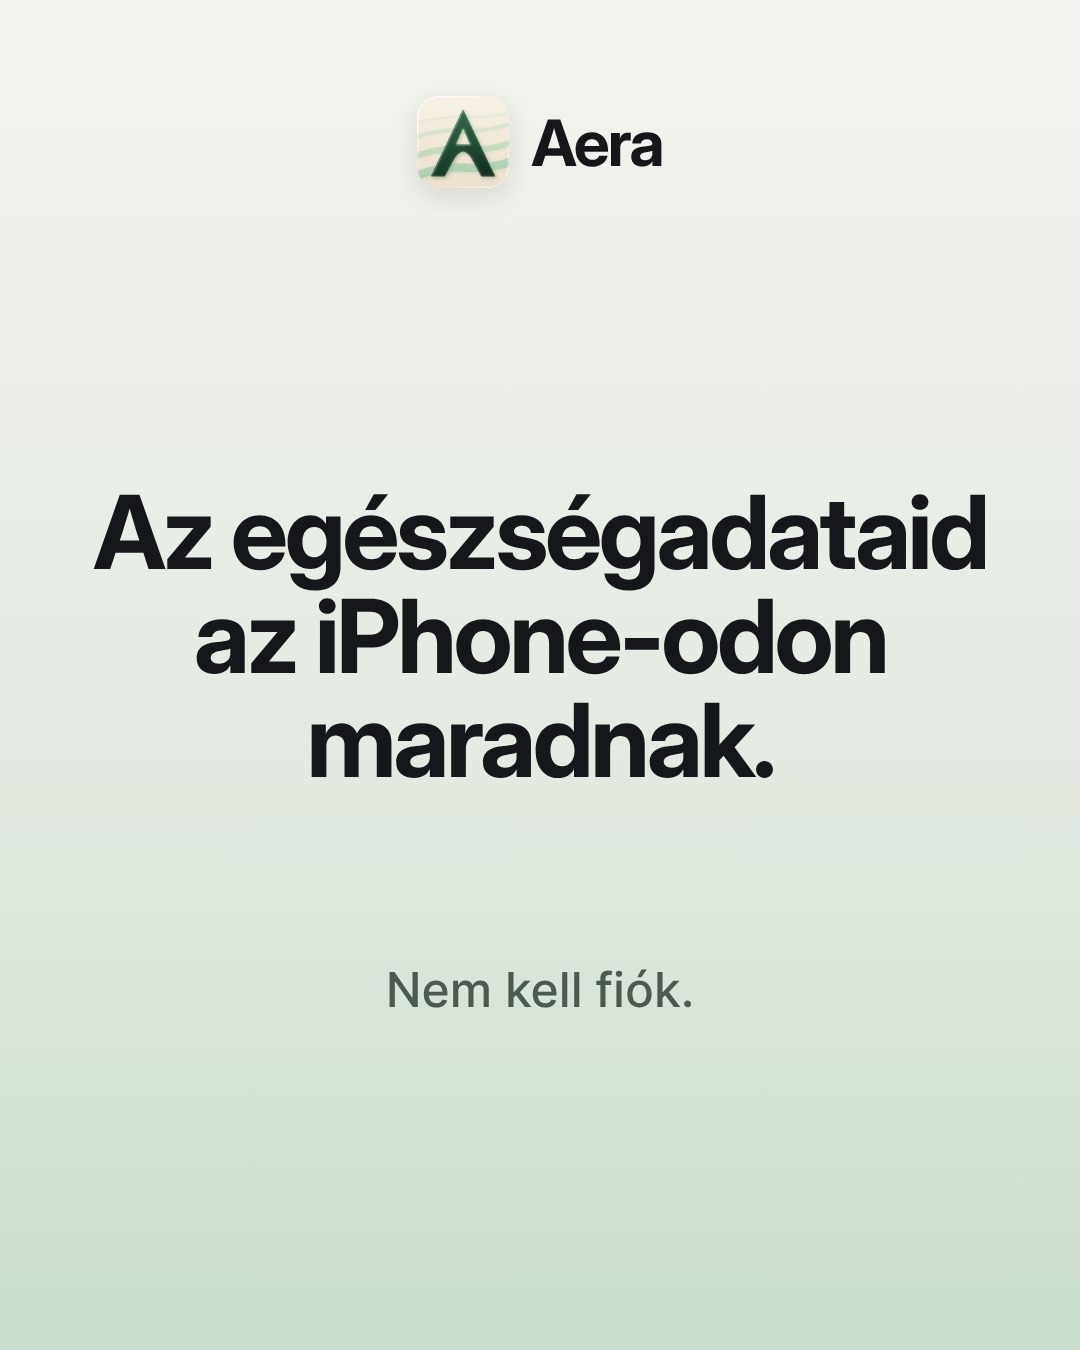 Aera
Az egészségadataid
az iPhone-odon
maradnak.
Nem kell fiók.